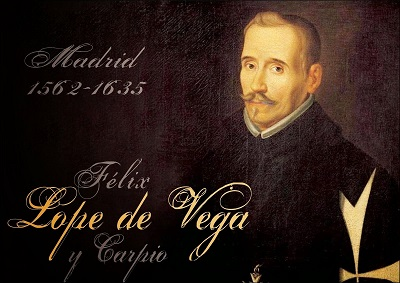 Madrid
1562-1635
Félix
Lope de Vega
y Carpio